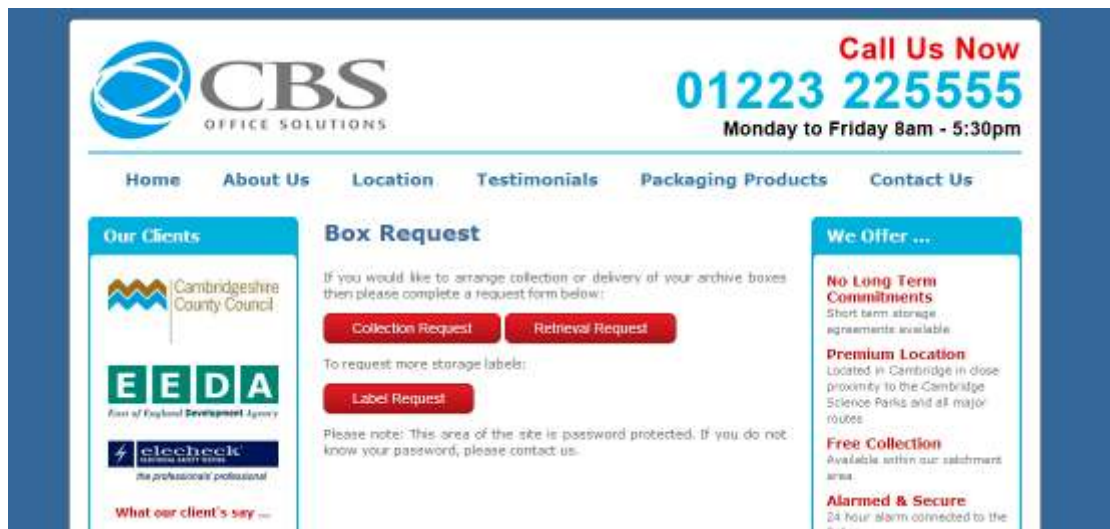 CBS
OFFICE SOLUTIONS
Call Us Now
01223 225555
Monday to Friday 8am - 5:30pm
Home About Us Location Testimonials Packaging Products Contact Us
Our Clients
Cambridgeshire
County Council
EEDA
East of England Development Agency
elecheck
ELECTRICAL SAFETY TESTING
the professionals' professional
What our client's say ...
Box Request
If you would like to arrange collection or delivery of your archive boxes
then please complete a request form below:
Collection Request Retrieval Request
To request more storage labels:
Label Request
Please note: This area of the site is password protected. If you do not
know your password, please contact us.
We Offer ...
No Long Term
Commitments
Short term storage
agreements available
Premium Location
Located in Cambridge in close
proximity to the Cambridge
Science Parks and all major
routes
Free Collection
Available within our catchment
area
Alarmed & Secure
24 hour alarm connected to the